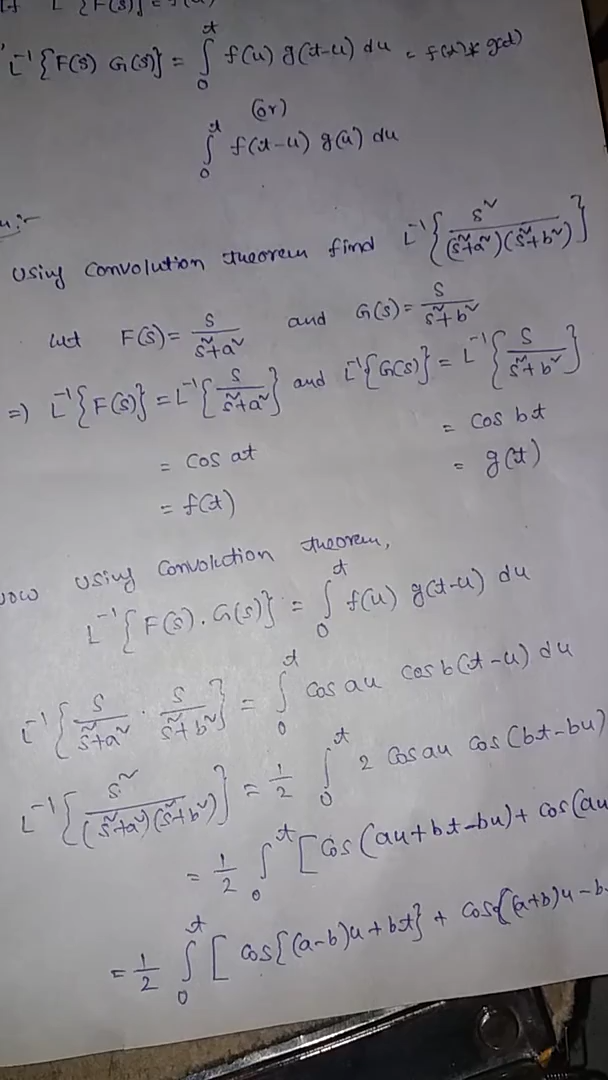 L⁻¹{F(s) G(s)} = ∫₀ᵗ f(u) g(t-u) du = f(t) * g(t)
(or)
∫₀ᵗ f(t-u) g(u) du
Using convolution theorem find L⁻¹{s²/((s²+a²)(s²+b²))}
Let F(s) = s/(s²+a²) and G(s) = s/(s²+b²)
=) L⁻¹{F(s)} = L⁻¹{s/(s²+a²)} and L⁻¹{G(s)} = L⁻¹{s/(s²+b²)}
= cos at = cos bt
= f(t) = g(t)
now using convolution theorem,
L⁻¹{F(s). G(s)} = ∫₀ᵗ f(u) g(t-u) du
L⁻¹{s/(s²+a²) . s/(s²+b²)} = ∫₀ᵗ cos au cos b(t-u) du
L⁻¹{s²/((s²+a²)(s²+b²))} = 1/2 ∫₀ᵗ 2 cos au cos (bt-bu)
= 1/2 ∫₀ᵗ [cos (au+bt-bu) + cos (au
= 1/2 ∫₀ᵗ [cos{(a-b)u+bt} + cos{(a+b)u-b